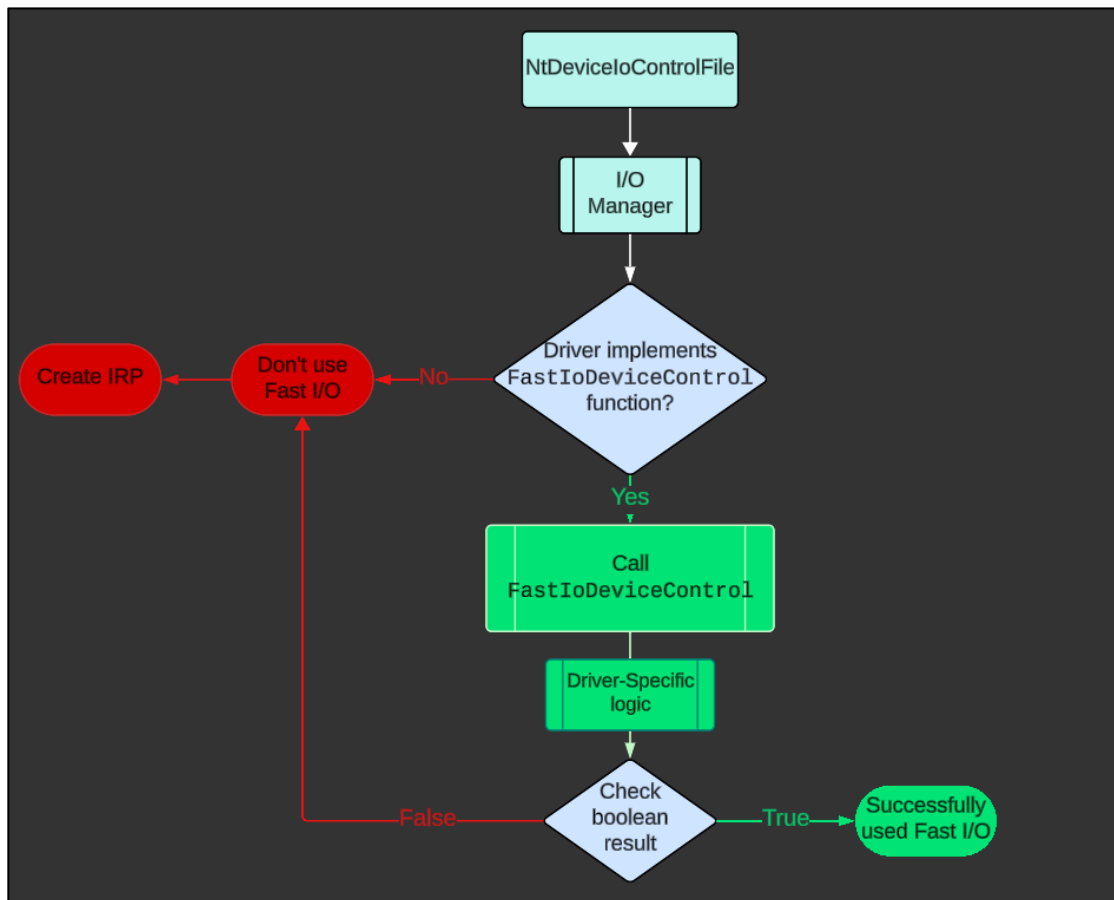 NtDeviceIoControlFile
I/O
Manager
Driver implements
FastIoDeviceControl
function?
No
Don't use
Fast I/O
Create IRP
Yes
Call
FastIoDeviceControl
Driver-Specific
logic
Check
boolean
result
False
True
Successfully
used Fast I/O